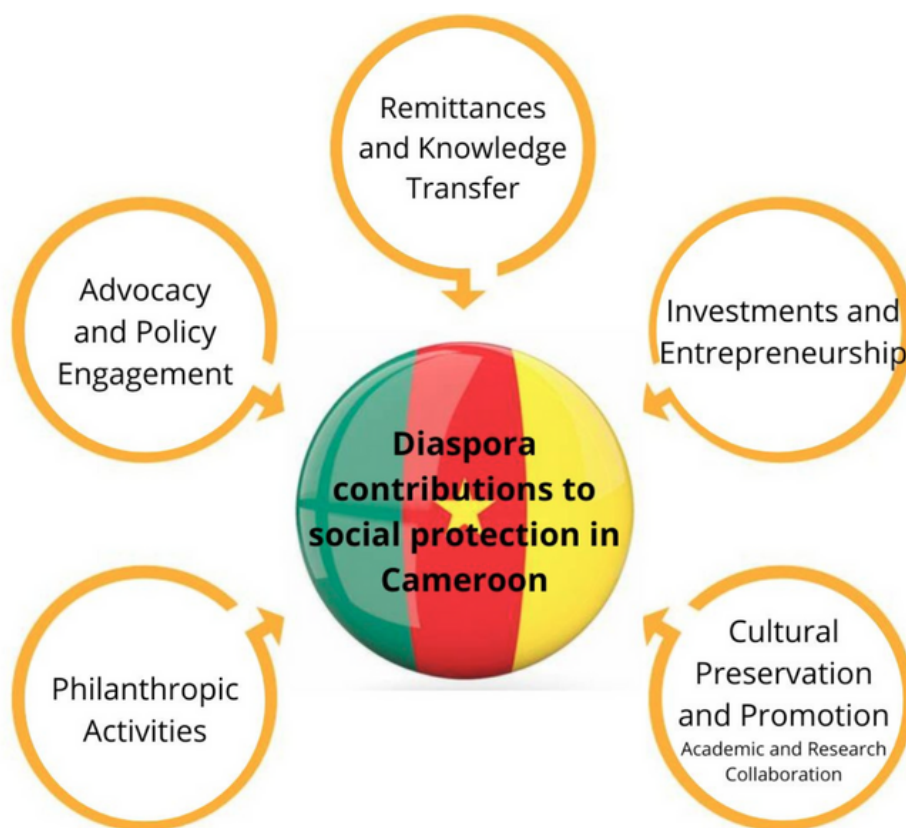 Remittances
and Knowledge
Transfer
Advocacy
and Policy
Engagement
Investments and
Entrepreneurship
Diaspora
contributions to
social protection in
Cameroon
Philanthropic
Activities
Cultural
Preservation
and Promotion
Academic and Research
Collaboration